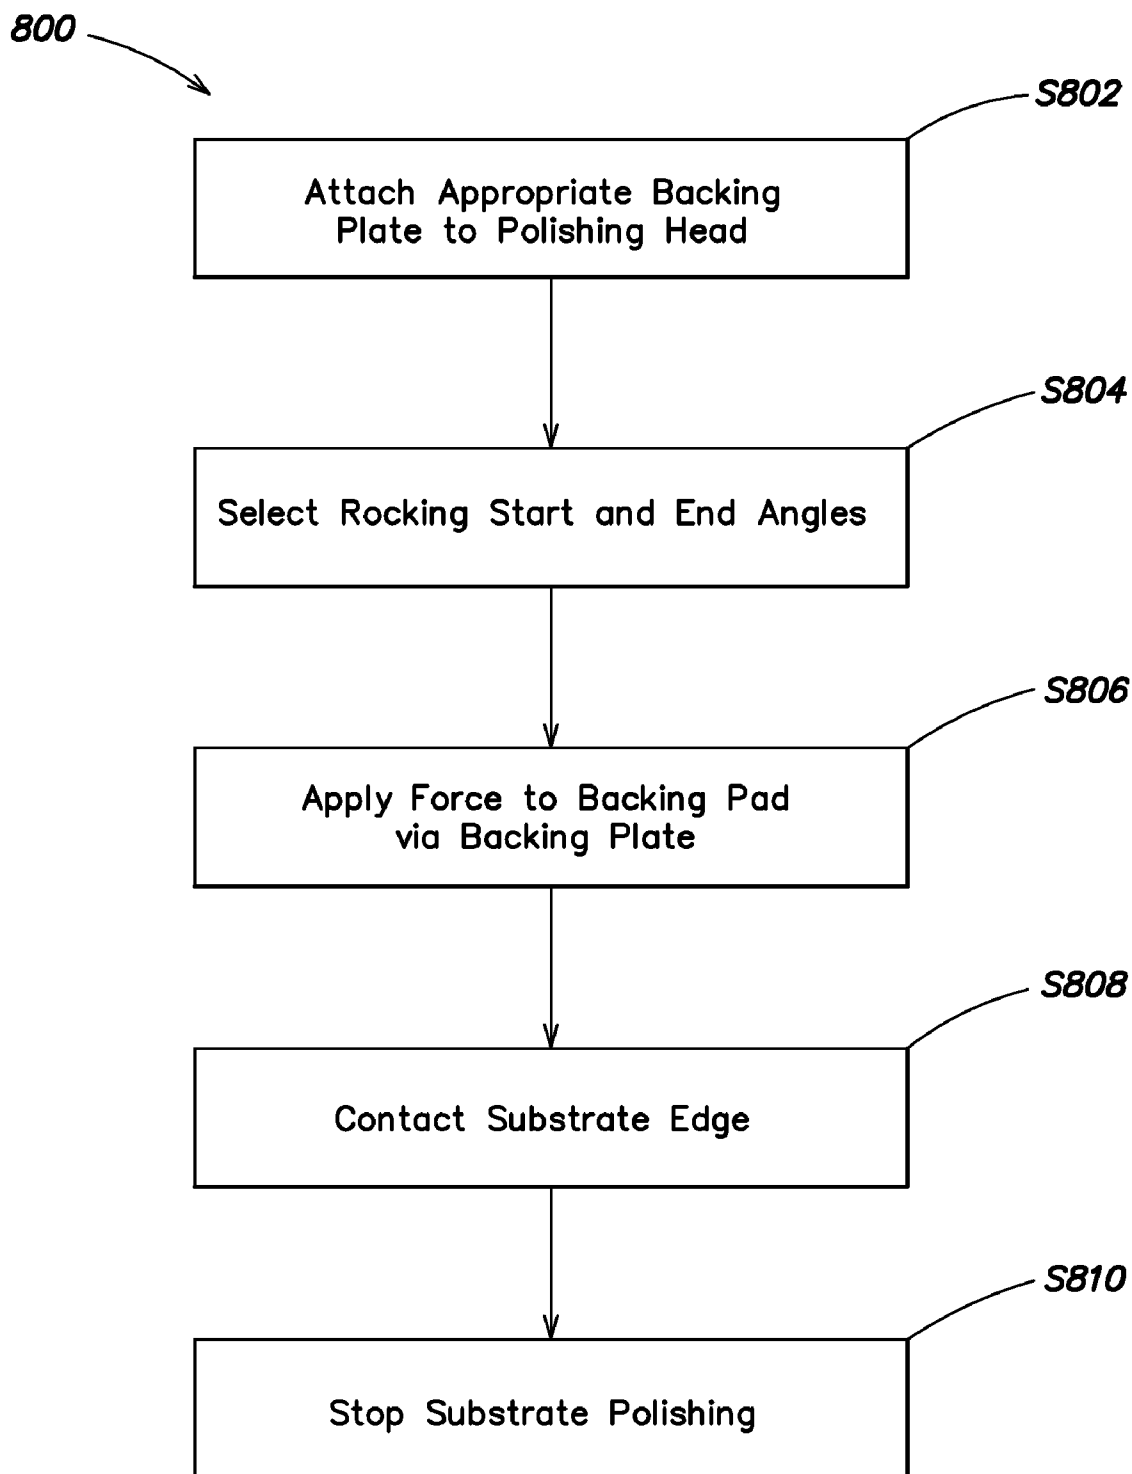 800
S802
Attach Appropriate Backing
Plate to Polishing Head
S804
Select Rocking Start and End Angles
S806
Apply Force to Backing Pad
via Backing Plate
S808
Contact Substrate Edge
S810
Stop Substrate Polishing